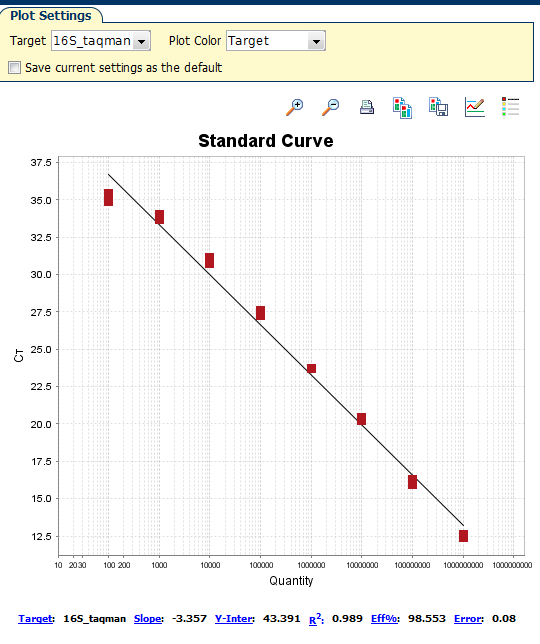 Plot Settings
Target 16S_taqman Plot Color Target
Save current settings as the default
Standard Curve
37.5
35.0
32.5
30.0
27.5
25.0
22.5
20.0
17.5
15.0
12.5
CT
10 20 30 100 200 1000 10000 100000 1000000 10000000 100000000 1000000000
Quantity
Target: 16S_taqman Slope: -3.357 Y-Inter: 43.391 R²: 0.989 Eff%: 98.553 Error: 0.08